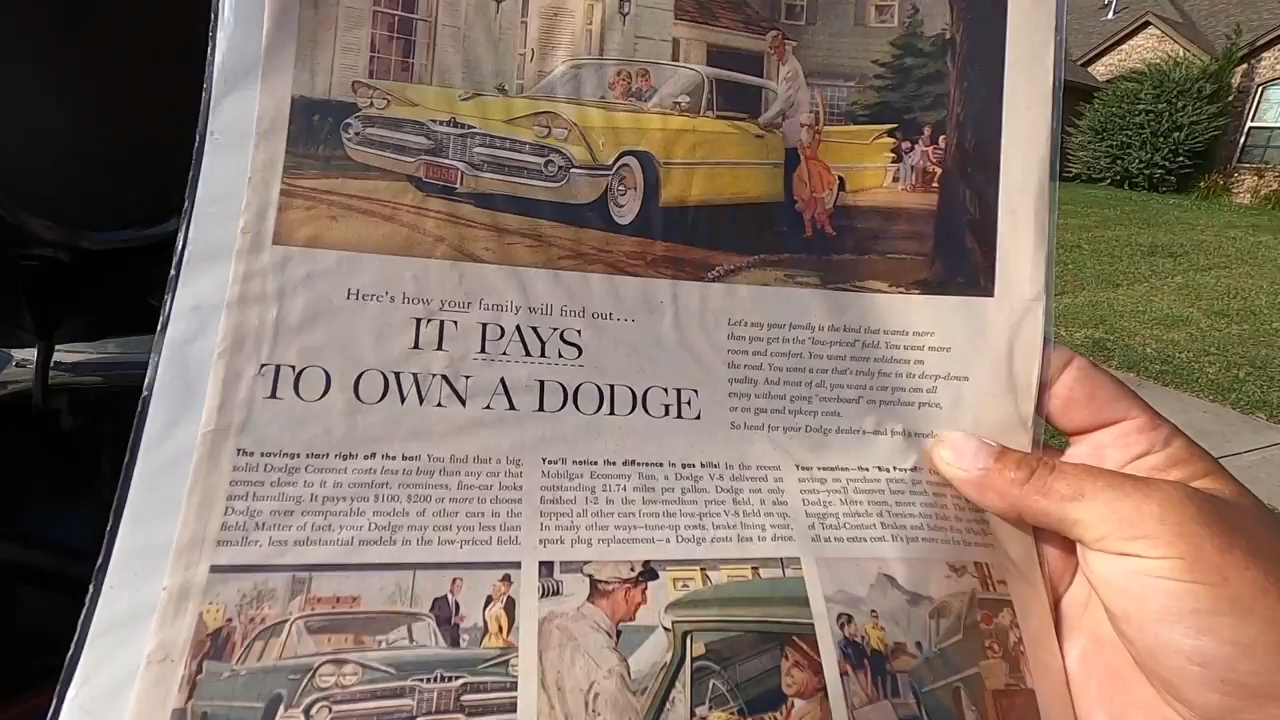 1959
Here's how your family will find out...
IT PAYS
TO OWN A DODGE
Let's say your family is the kind that wants more
than you get in the "low-priced" field. You want more
room and comfort. You want more solidness on
the road. You want a car that's truly fine in its deep-down
quality. And most of all, you want a car you can all
enjoy without going "overboard" on purchase price,
or on gas and upkeep costs.
So head for your Dodge dealer's—and find a
The savings start right off the bat! You find that a big,
solid Dodge Coronet costs less to buy than any car that
comes close to it in comfort, roominess, fine-car looks
and handling. It pays you $100, $200 or more to choose
Dodge over comparable models of other cars in the
field. Matter of fact, your Dodge may cost you less than
smaller, less substantial models in the low-priced field.
You'll notice the difference in gas bills! In the recent
Mobilgas Economy Run, a Dodge V-8 delivered an
outstanding 21.74 miles per gallon. Dodge not only
finished 1-2 in the low-medium price field, it also
topped all other cars from the low-price V-8 field on up.
In many other ways—tune-up costs, brake lining wear,
spark plug replacement—a Dodge costs less to drive.
Your vacation—the "Big Pay-off!"
savings on purchase price, gas
costs—you'll discover how much
Dodge. More room, more comfort. The
hugging miracle of Torsion-Aire Ride, the
of Total-Contact Brakes and
all at no extra cost. It's just more car for the money